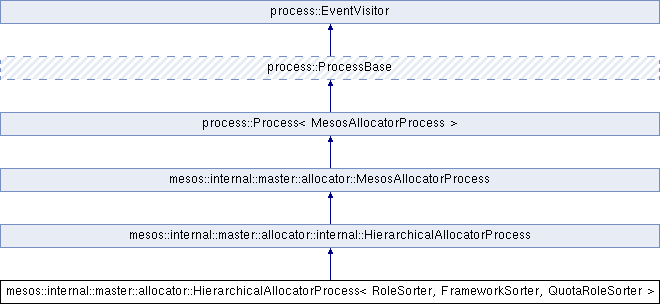 process::EventVisitor
process::ProcessBase
process::Process< MesosAllocatorProcess >
mesos::internal::master::allocator::MesosAllocatorProcess
mesos::internal::master::allocator::internal::HierarchicalAllocatorProcess
mesos::internal::master::allocator::HierarchicalAllocatorProcess< RoleSorter, FrameworkSorter, QuotaRoleSorter >